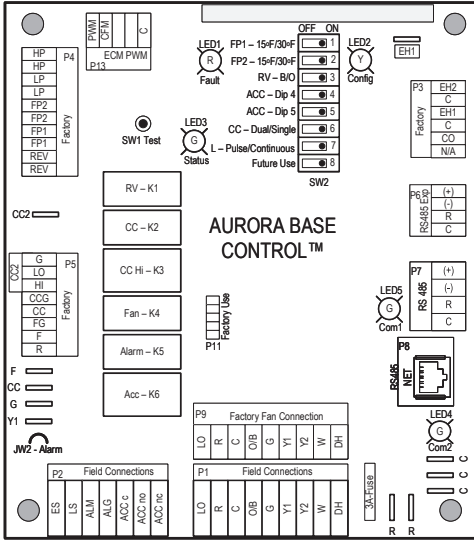 PWM
CFM
C
ECM PWM
P13
LED1
R
Fault
OFF ON
FP1 – 15ºF/30ºF 1
FP2 – 15ºF/30ºF 2
RV – B/O 3
ACC – Dip 4 4
ACC – Dip 5 5
CC – Dual/Single 6
L – Pulse/Continuous 7
Future Use 8
SW2
LED2
Y
Config
EH1
P4
HP
HP
LP
LP
FP2
FP2
FP1
FP1
REV
REV
Factory
SW1 Test
LED3
G
Status
P3
EH2
C
EH1
C
CO
N/A
Factory
RV – K1
CC – K2
CC Hi – K3
Fan – K4
Alarm – K5
Acc – K6
AURORA BASE
CONTROL™
P6
RS485 Exp
(+)
(-)
R
C
CC2
CC2
P5
G
LO
HI
CCG
CC
FG
F
R
Factory
P7
RS 485
(+)
(-)
R
C
LED5
G
Com1
P11
Factory Use
P8
RS485
NET
F
CC
G
Y1
JW2 - Alarm
LED4
G
Com2
P9 Factory Fan Connection
LO R C O/B G Y1 Y2 W DH
P2 Field Connections
ES LS ALM ALG ACC c ACC no ACC nc
P1 Field Connections
LO R C O/B G Y1 Y2 W DH
3A-Fuse
C
C
C
R R